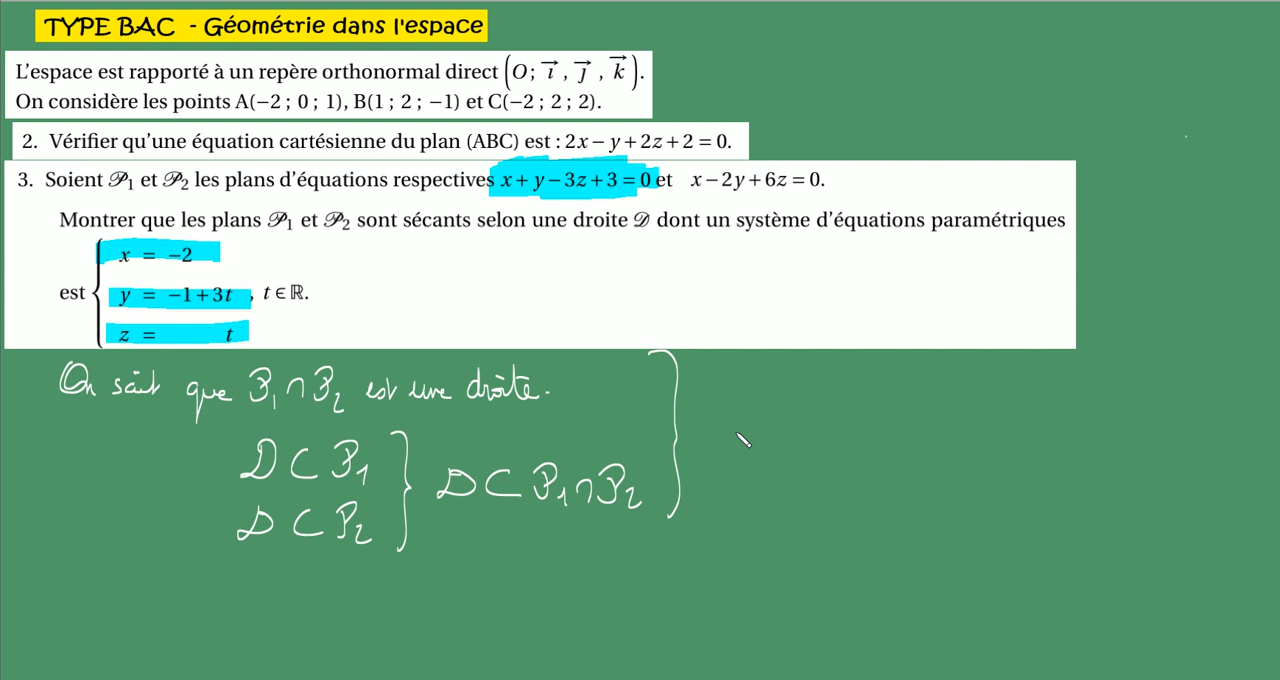 TYPE BAC - Géométrie dans l'espace
L'espace est rapporté à un repère orthonormal direct (O; i⃗, j⃗, k⃗).
On considère les points A(−2 ; 0 ; 1), B(1 ; 2 ; −1) et C(−2 ; 2 ; 2).
2. Vérifier qu'une équation cartésienne du plan (ABC) est : 2x − y + 2z + 2 = 0.
3. Soient 𝒫₁ et 𝒫₂ les plans d'équations respectives x + y − 3z + 3 = 0 et x − 2y + 6z = 0.
Montrer que les plans 𝒫₁ et 𝒫₂ sont sécants selon une droite 𝒟 dont un système d'équations paramétriques
x = −2
est { y = −1 + 3t , t ∈ ℝ.
z = t
On sait que 𝒫₁ ∩ 𝒫₂ est une droite.
𝒟 ⊂ 𝒫₁
𝒟 ⊂ 𝒫₁ ∩ 𝒫₂
𝒟 ⊂ 𝒫₂